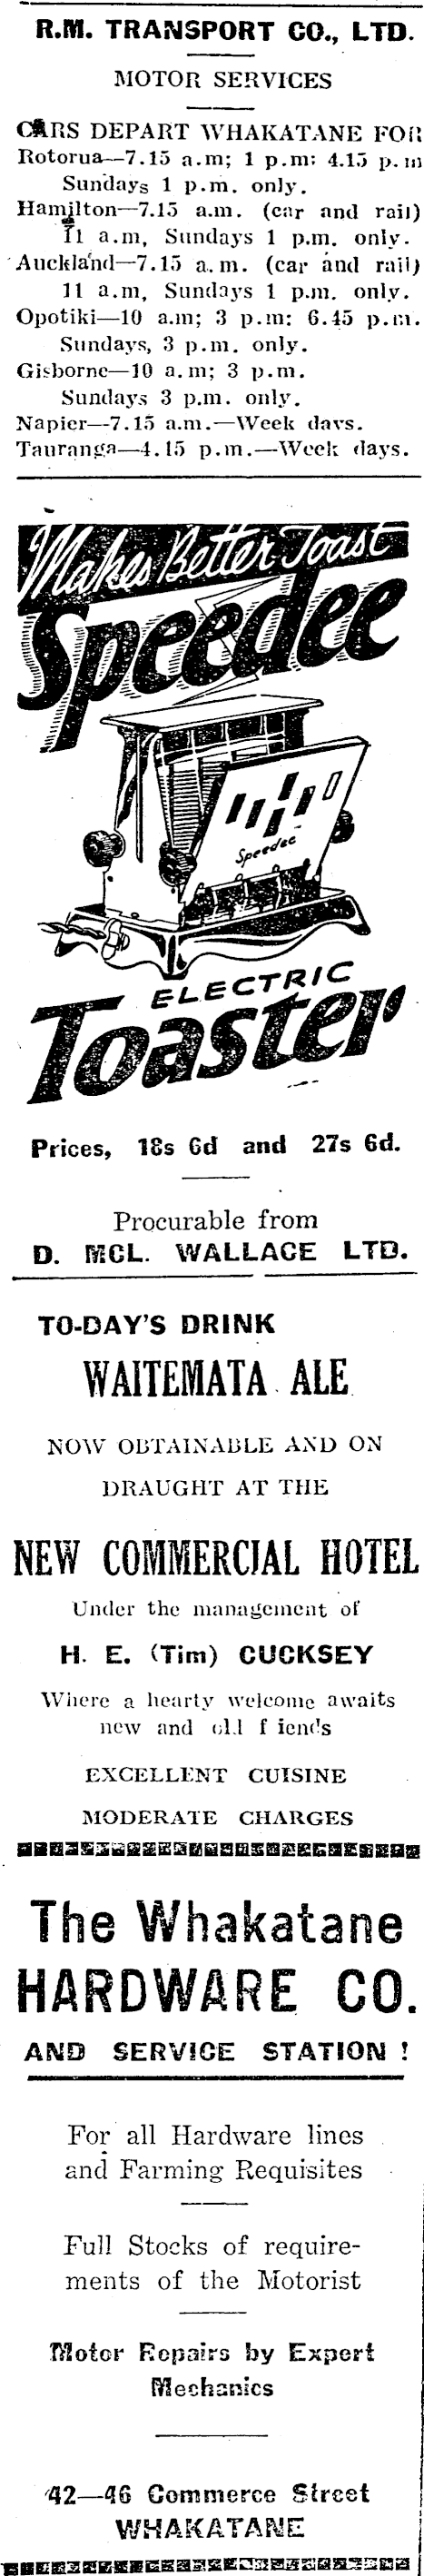 R.M. TRANSPORT CO., LTD.
MOTOR SERVICES
CARS DEPART WHAKATANE FOR
Rotorua—7.15 a.m; 1 p.m: 4.15 p.m
Sundays 1 p.m. only.
Hamilton—7.15 a.m. (car and rail)
11 a.m, Sundays 1 p.m. only.
Auckland—7.15 a.m. (car and rail)
11 a.m, Sundays 1 p.m. only.
Opotiki—10 a.m; 3 p.m: 6.45 p.m.
Sundays, 3 p.m. only.
Gisborne—10 a.m; 3 p.m.
Sundays 3 p.m. only.
Napier—7.15 a.m.—Week days.
Tauranga—4.15 p.m.—Week days.
Makes Better Toast
Speedee
Speedee
ELECTRIC
Toaster
Prices, 18s 6d and 27s 6d.
Procurable from
D. MCL. WALLACE LTD.
TO-DAY'S DRINK
WAITEMATA ALE
NOW OBTAINABLE AND ON
DRAUGHT AT THE
NEW COMMERCIAL HOTEL
Under the management of
H. E. (Tim) CUCKSEY
Where a hearty welcome awaits
new and old f iends
EXCELLENT CUISINE
MODERATE CHARGES
The Whakatane
HARDWARE CO.
AND SERVICE STATION !
For all Hardware lines
and Farming Requisites
Full Stocks of require-
ments of the Motorist
Motor Repairs by Expert
Mechanics
42—46 Commerce Street
WHAKATANE